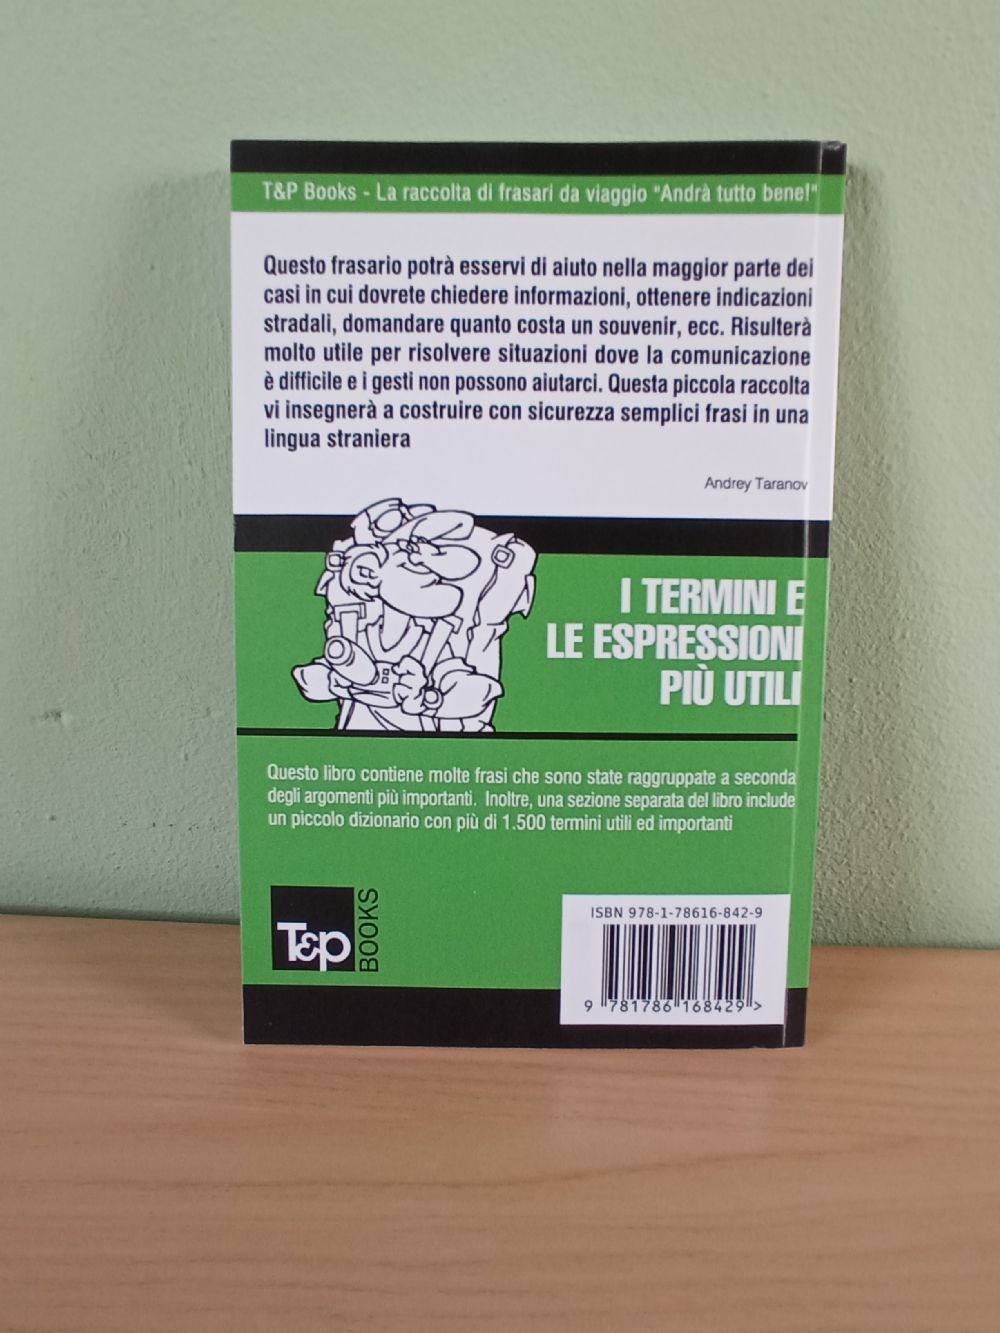 T&P Books - La raccolta di frasari da viaggio "Andrà tutto bene!"
Questo frasario potrà esservi di aiuto nella maggior parte dei
casi in cui dovrete chiedere informazioni, ottenere indicazioni
stradali, domandare quanto costa un souvenir, ecc. Risulterà
molto utile per risolvere situazioni dove la comunicazione
è difficile e i gesti non possono aiutarci. Questa piccola raccolta
vi insegnerà a costruire con sicurezza semplici frasi in una
lingua straniera
Andrey Taranov
I TERMINI E
LE ESPRESSIONI
PIÙ UTILI
Questo libro contiene molte frasi che sono state raggruppate a seconda
degli argomenti più importanti. Inoltre, una sezione separata del libro include
un piccolo dizionario con più di 1.500 termini utili ed importanti
T&P
BOOKS
ISBN 978-1-78616-842-9
9 781786 168429 >